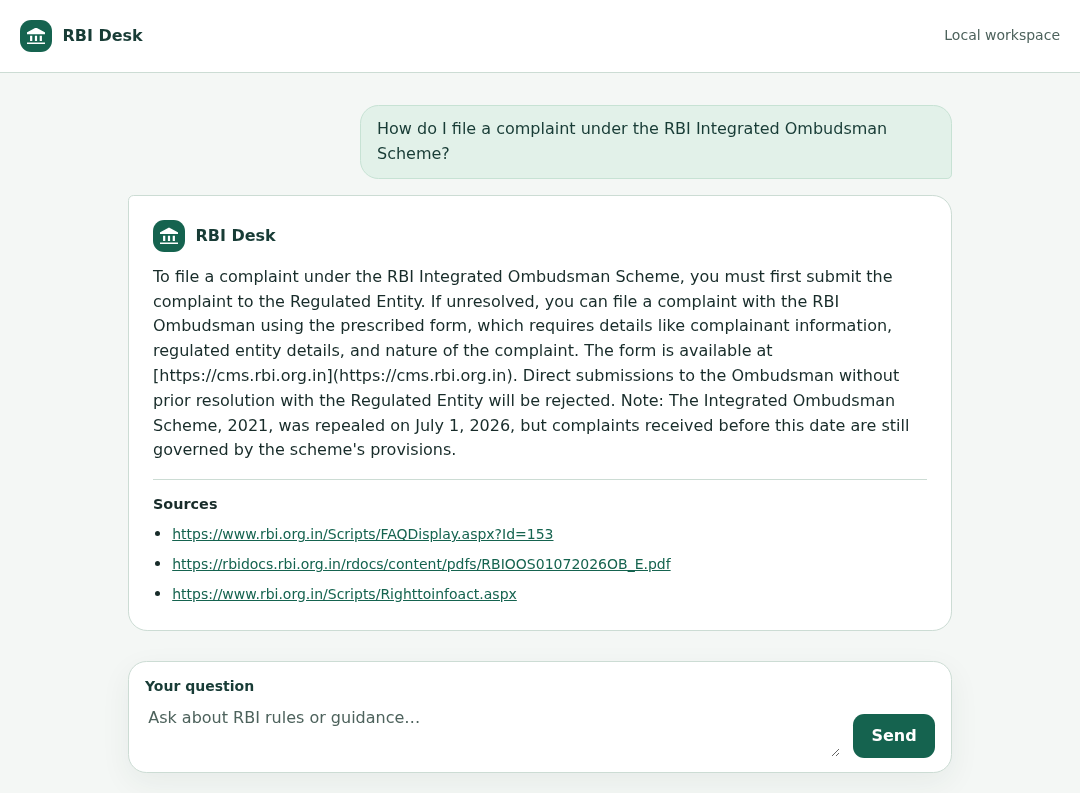 RBI Desk
Local workspace
How do I file a complaint under the RBI Integrated Ombudsman
Scheme?
RBI Desk
To file a complaint under the RBI Integrated Ombudsman Scheme, you must first submit the
complaint to the Regulated Entity. If unresolved, you can file a complaint with the RBI
Ombudsman using the prescribed form, which requires details like complainant information,
regulated entity details, and nature of the complaint. The form is available at
[https://cms.rbi.org.in](https://cms.rbi.org.in). Direct submissions to the Ombudsman without
prior resolution with the Regulated Entity will be rejected. Note: The Integrated Ombudsman
Scheme, 2021, was repealed on July 1, 2026, but complaints received before this date are still
governed by the scheme's provisions.
Sources
https://www.rbi.org.in/Scripts/FAQDisplay.aspx?Id=153
https://rbidocs.rbi.org.in/rdocs/content/pdfs/RBIOOS01072026OB_E.pdf
https://www.rbi.org.in/Scripts/Righttoinfoact.aspx
Your question
Ask about RBI rules or guidance…
Send